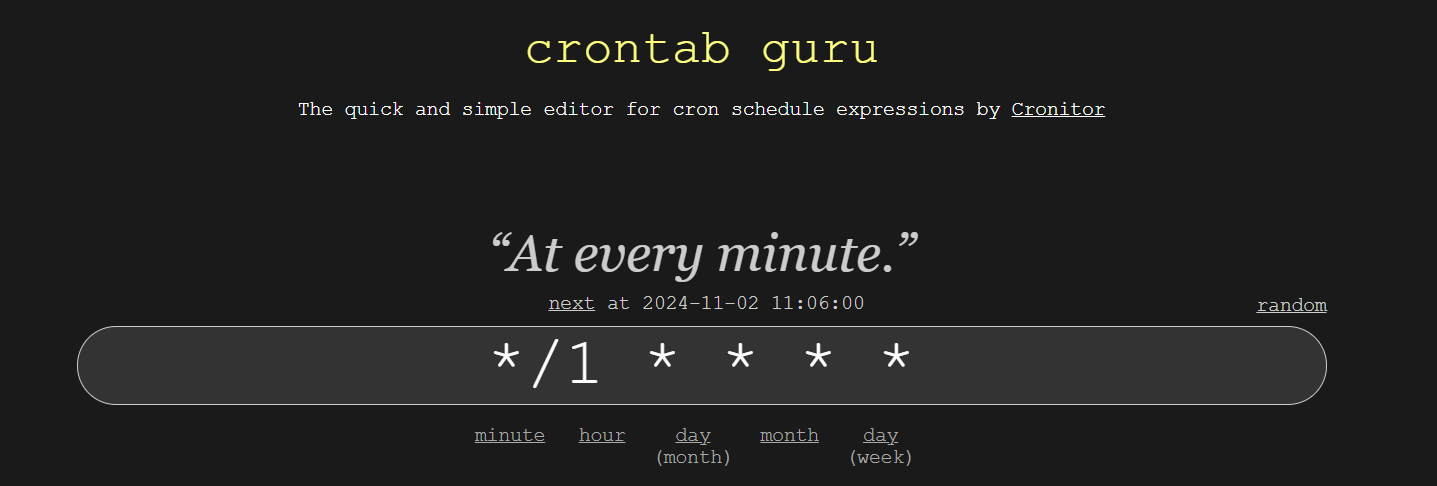 crontab guru
The quick and simple editor for cron schedule expressions by Cronitor
“At every minute.”
next at 2024-11-02 11:06:00
random
*/1 * * * *
minute hour day month day
(month) (week)